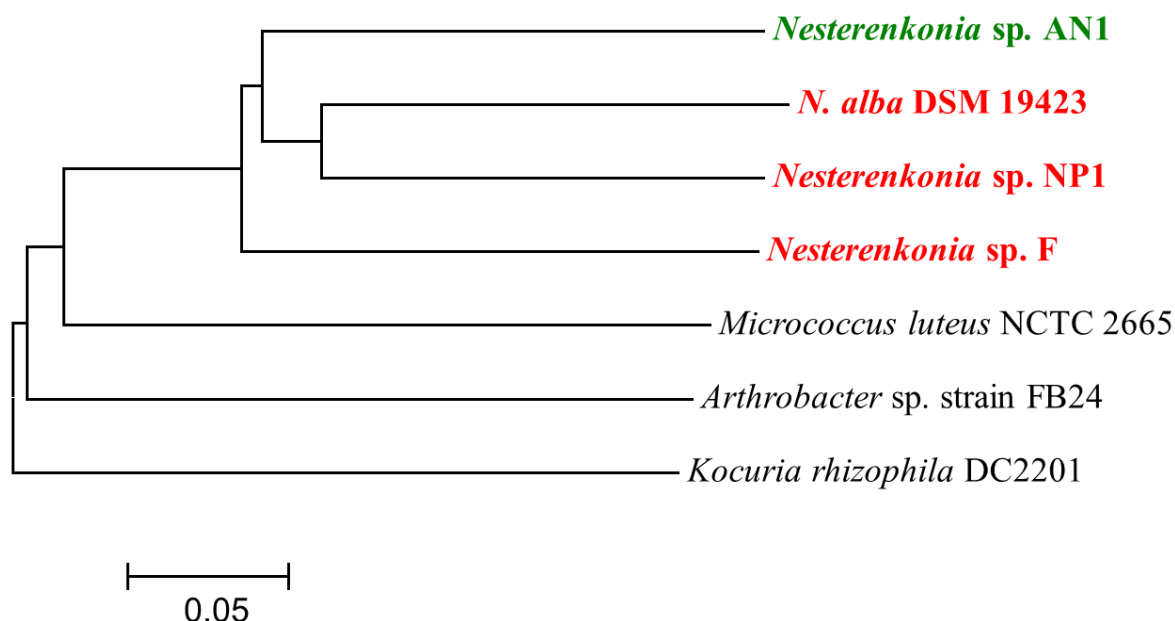 Nesterenkonia sp. AN1
N. alba DSM 19423
Nesterenkonia sp. NP1
Nesterenkonia sp. F
Micrococcus luteus NCTC 2665
Arthrobacter sp. strain FB24
Kocuria rhizophila DC2201
0.05